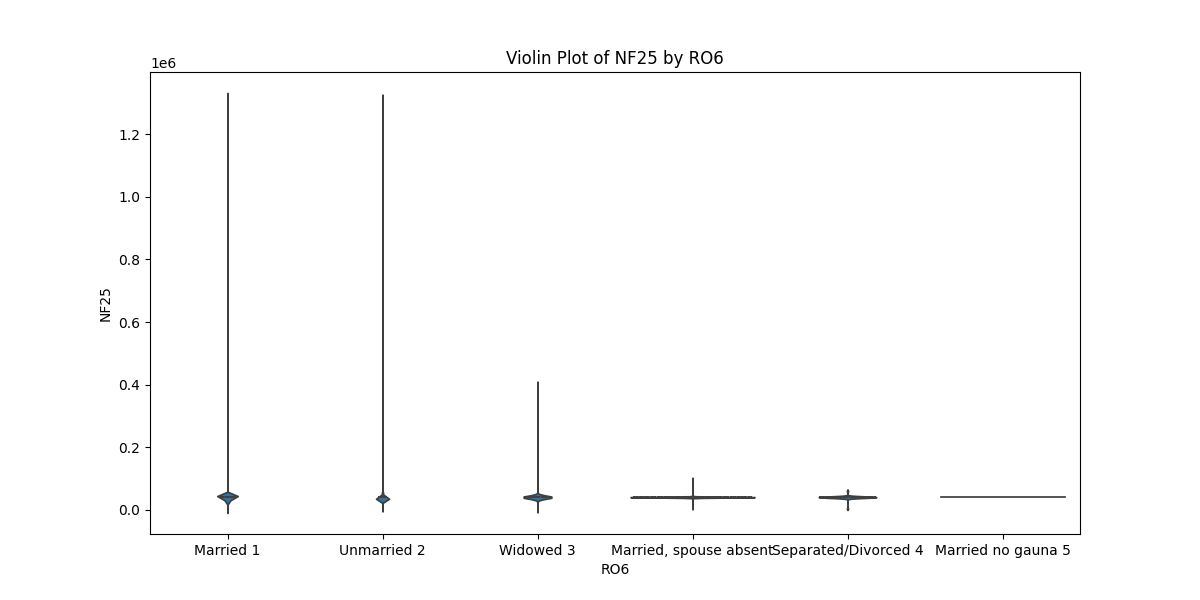 Violin Plot of NF25 by RO6
1e6
1.2
1.0
0.8
0.6
0.4
0.2
0.0
NF25
Married 1 Unmarried 2 Widowed 3 Married, spouse absent Separated/Divorced 4 Married no gauna 5
RO6